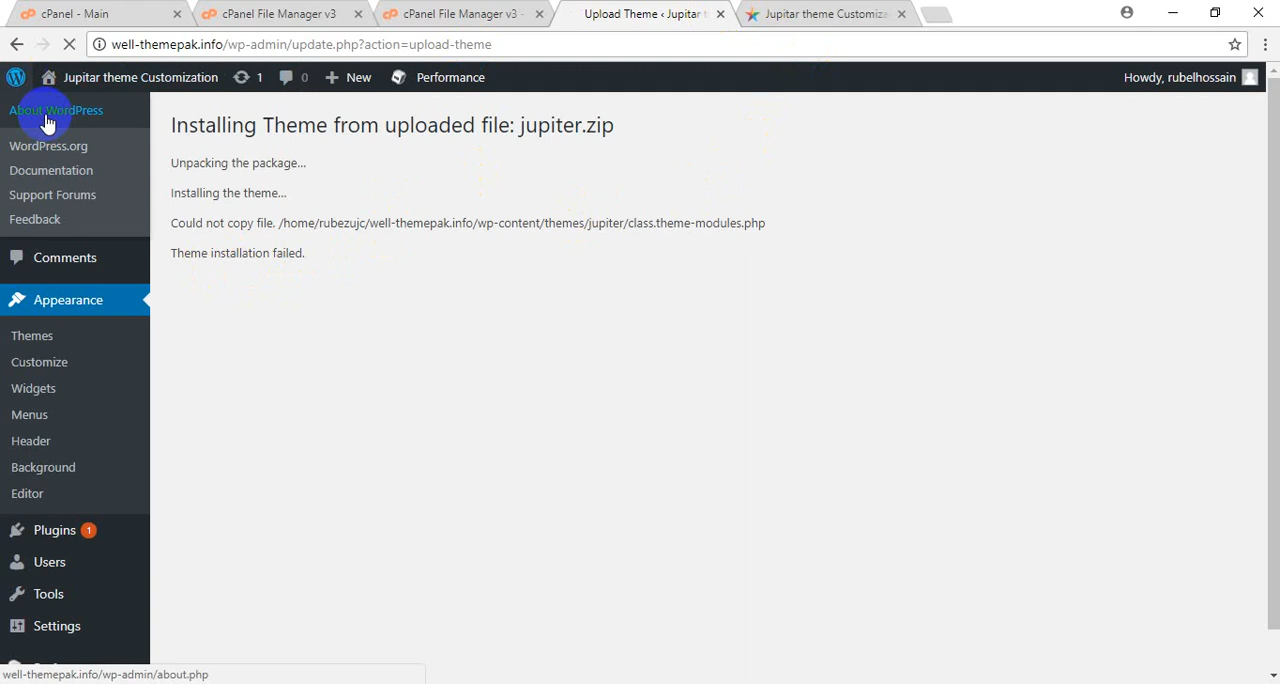 cPanel - Main
cPanel File Manager v3
cPanel File Manager v3 -
Upload Theme ‹ Jupitar t
Jupitar theme Customiza
well-themepak.info/wp-admin/update.php?action=upload-theme
Jupitar theme Customization
1
0
New
Performance
Howdy, rubelhossain
About WordPress
WordPress.org
Documentation
Support Forums
Feedback
Comments
Appearance
Themes
Customize
Widgets
Menus
Header
Background
Editor
Plugins 1
Users
Tools
Settings
Installing Theme from uploaded file: jupiter.zip
Unpacking the package...
Installing the theme...
Could not copy file. /home/rubezujc/well-themepak.info/wp-content/themes/jupiter/class.theme-modules.php
Theme installation failed.
well-themepak.info/wp-admin/about.php